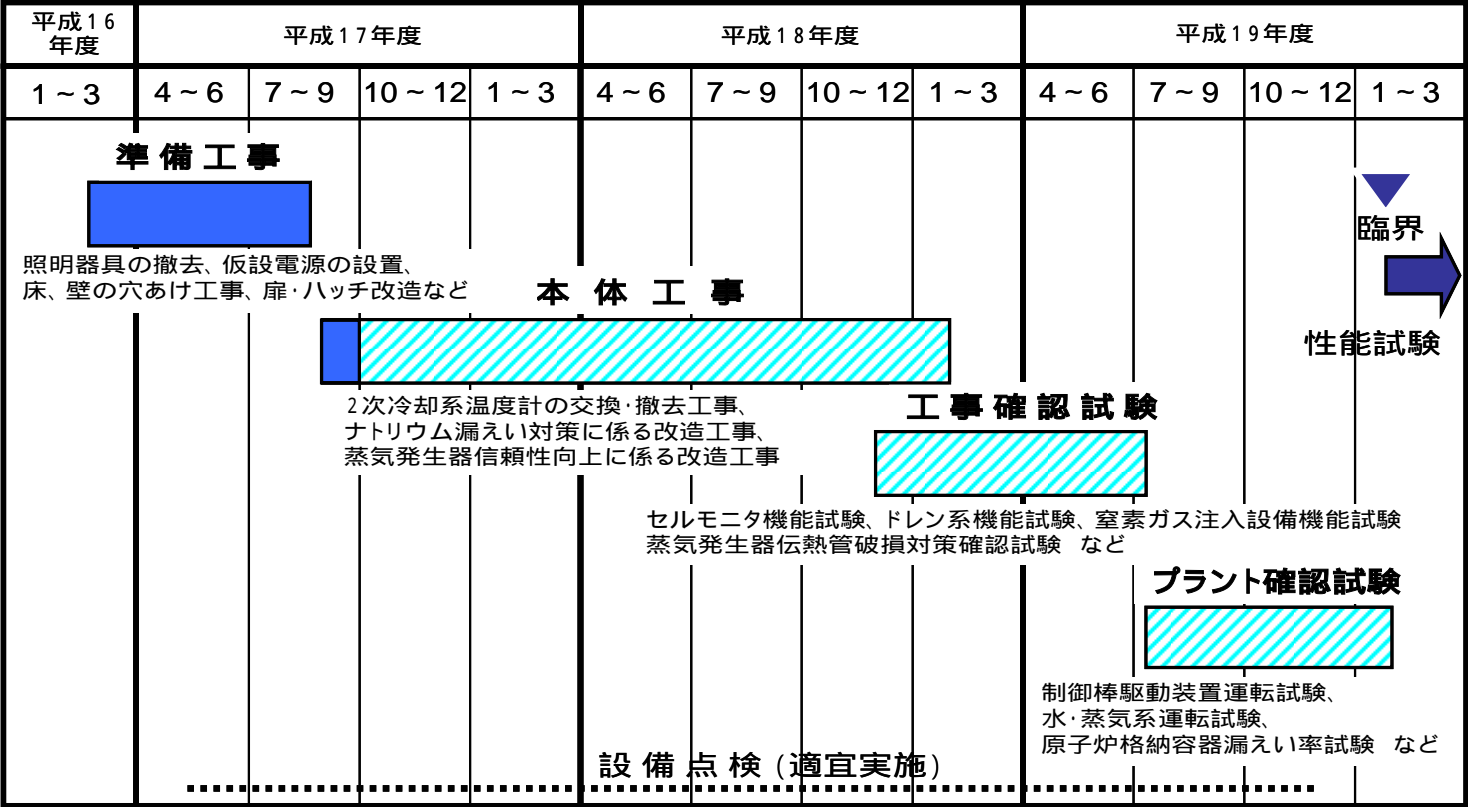 平成16
年度
平成17年度
平成18年度
平成19年度
1～3
4～6
7～9
10～12
1～3
4～6
7～9
10～12
1～3
4～6
7～9
10～12
1～3
準備工事
照明器具の撤去、仮設電源の設置、
床、壁の穴あけ工事、扉・ハッチ改造など
臨界
性能試験
本体工事
2次冷却系温度計の交換・撤去工事、
ナトリウム漏えい対策に係る改造工事、
蒸気発生器信頼性向上に係る改造工事
工事確認試験
セルモニタ機能試験、ドレン系機能試験、窒素ガス注入設備機能試験
蒸気発生器伝熱管破損対策確認試験 など
プラント確認試験
制御棒駆動装置運転試験、
水・蒸気系運転試験、
原子炉格納容器漏えい率試験 など
設備点検(適宜実施)